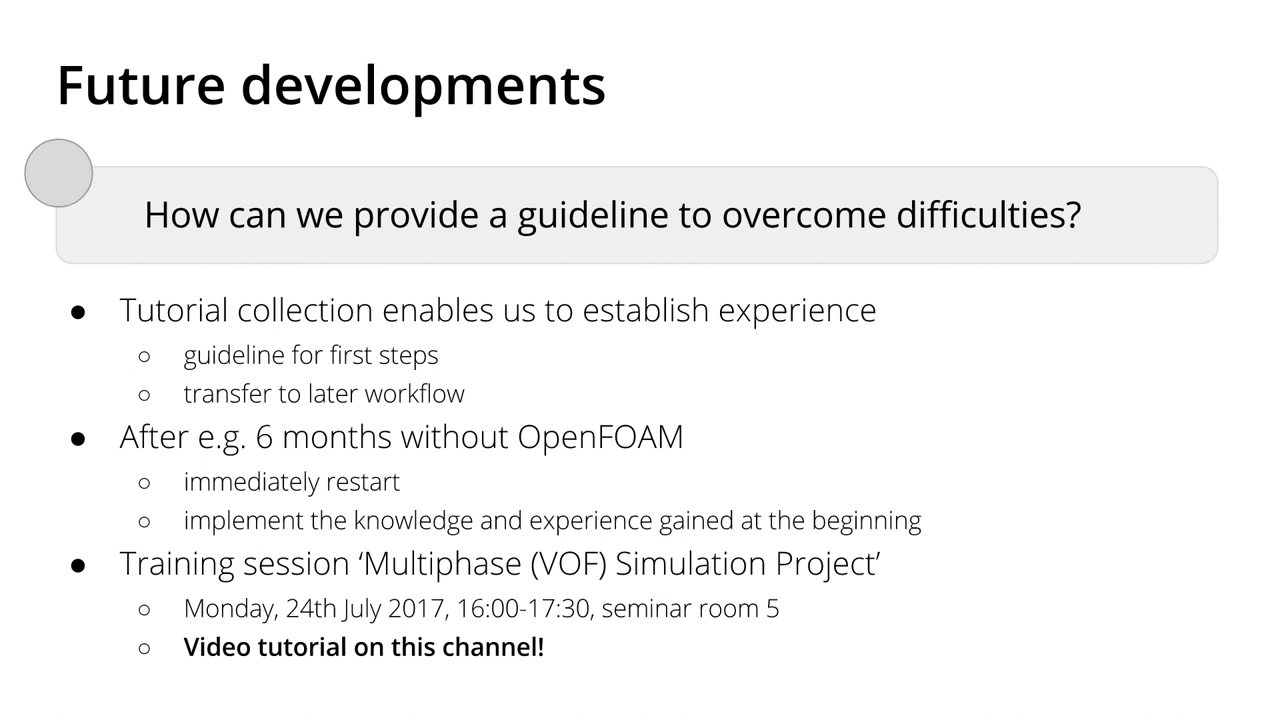 Future developments
How can we provide a guideline to overcome difficulties?
● Tutorial collection enables us to establish experience
○ guideline for first steps
○ transfer to later workflow
● After e.g. 6 months without OpenFOAM
○ immediately restart
○ implement the knowledge and experience gained at the beginning
● Training session ‘Multiphase (VOF) Simulation Project’
○ Monday, 24th July 2017, 16:00-17:30, seminar room 5
○ Video tutorial on this channel!